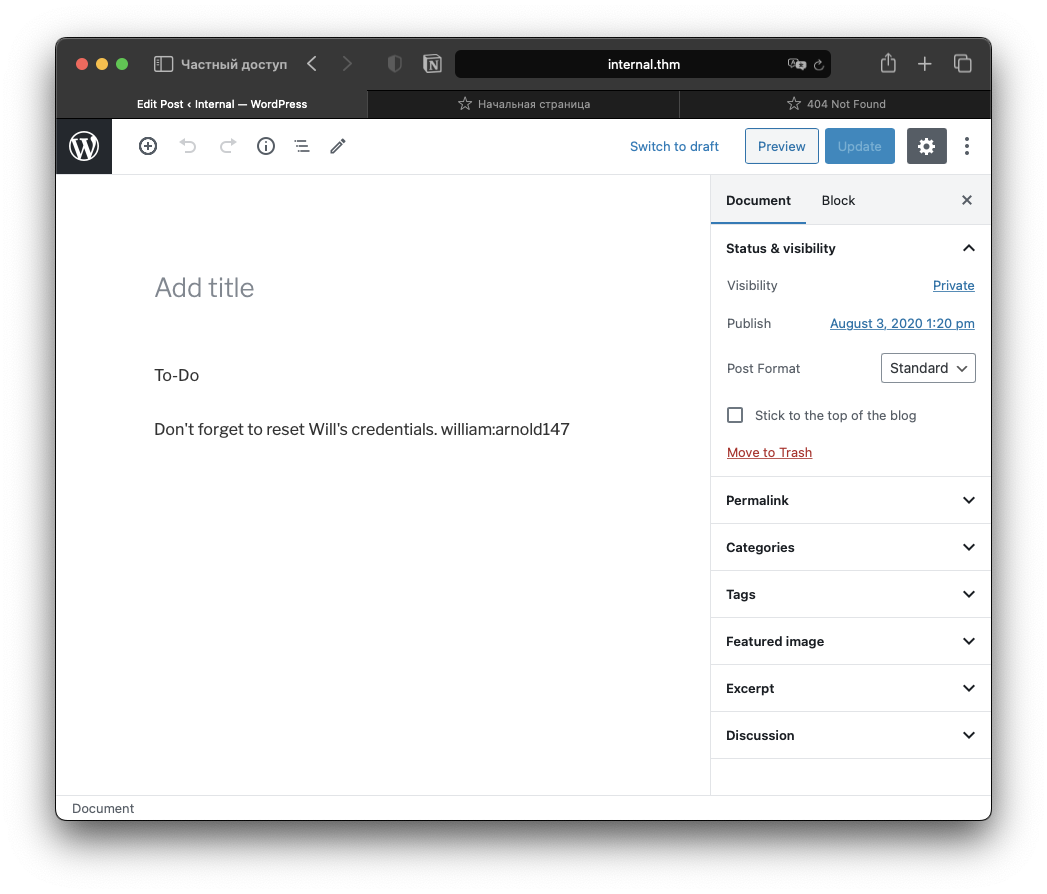 Частный доступ
internal.thm
Edit Post ‹ Internal — WordPress
Начальная страница
404 Not Found
Switch to draft
Preview
Update
Document
Block
Add title
To-Do
Don't forget to reset Will's credentials. william:arnold147
Status & visibility
Visibility Private
Publish August 3, 2020 1:20 pm
Post Format Standard
Stick to the top of the blog
Move to Trash
Permalink
Categories
Tags
Featured image
Excerpt
Discussion
Document